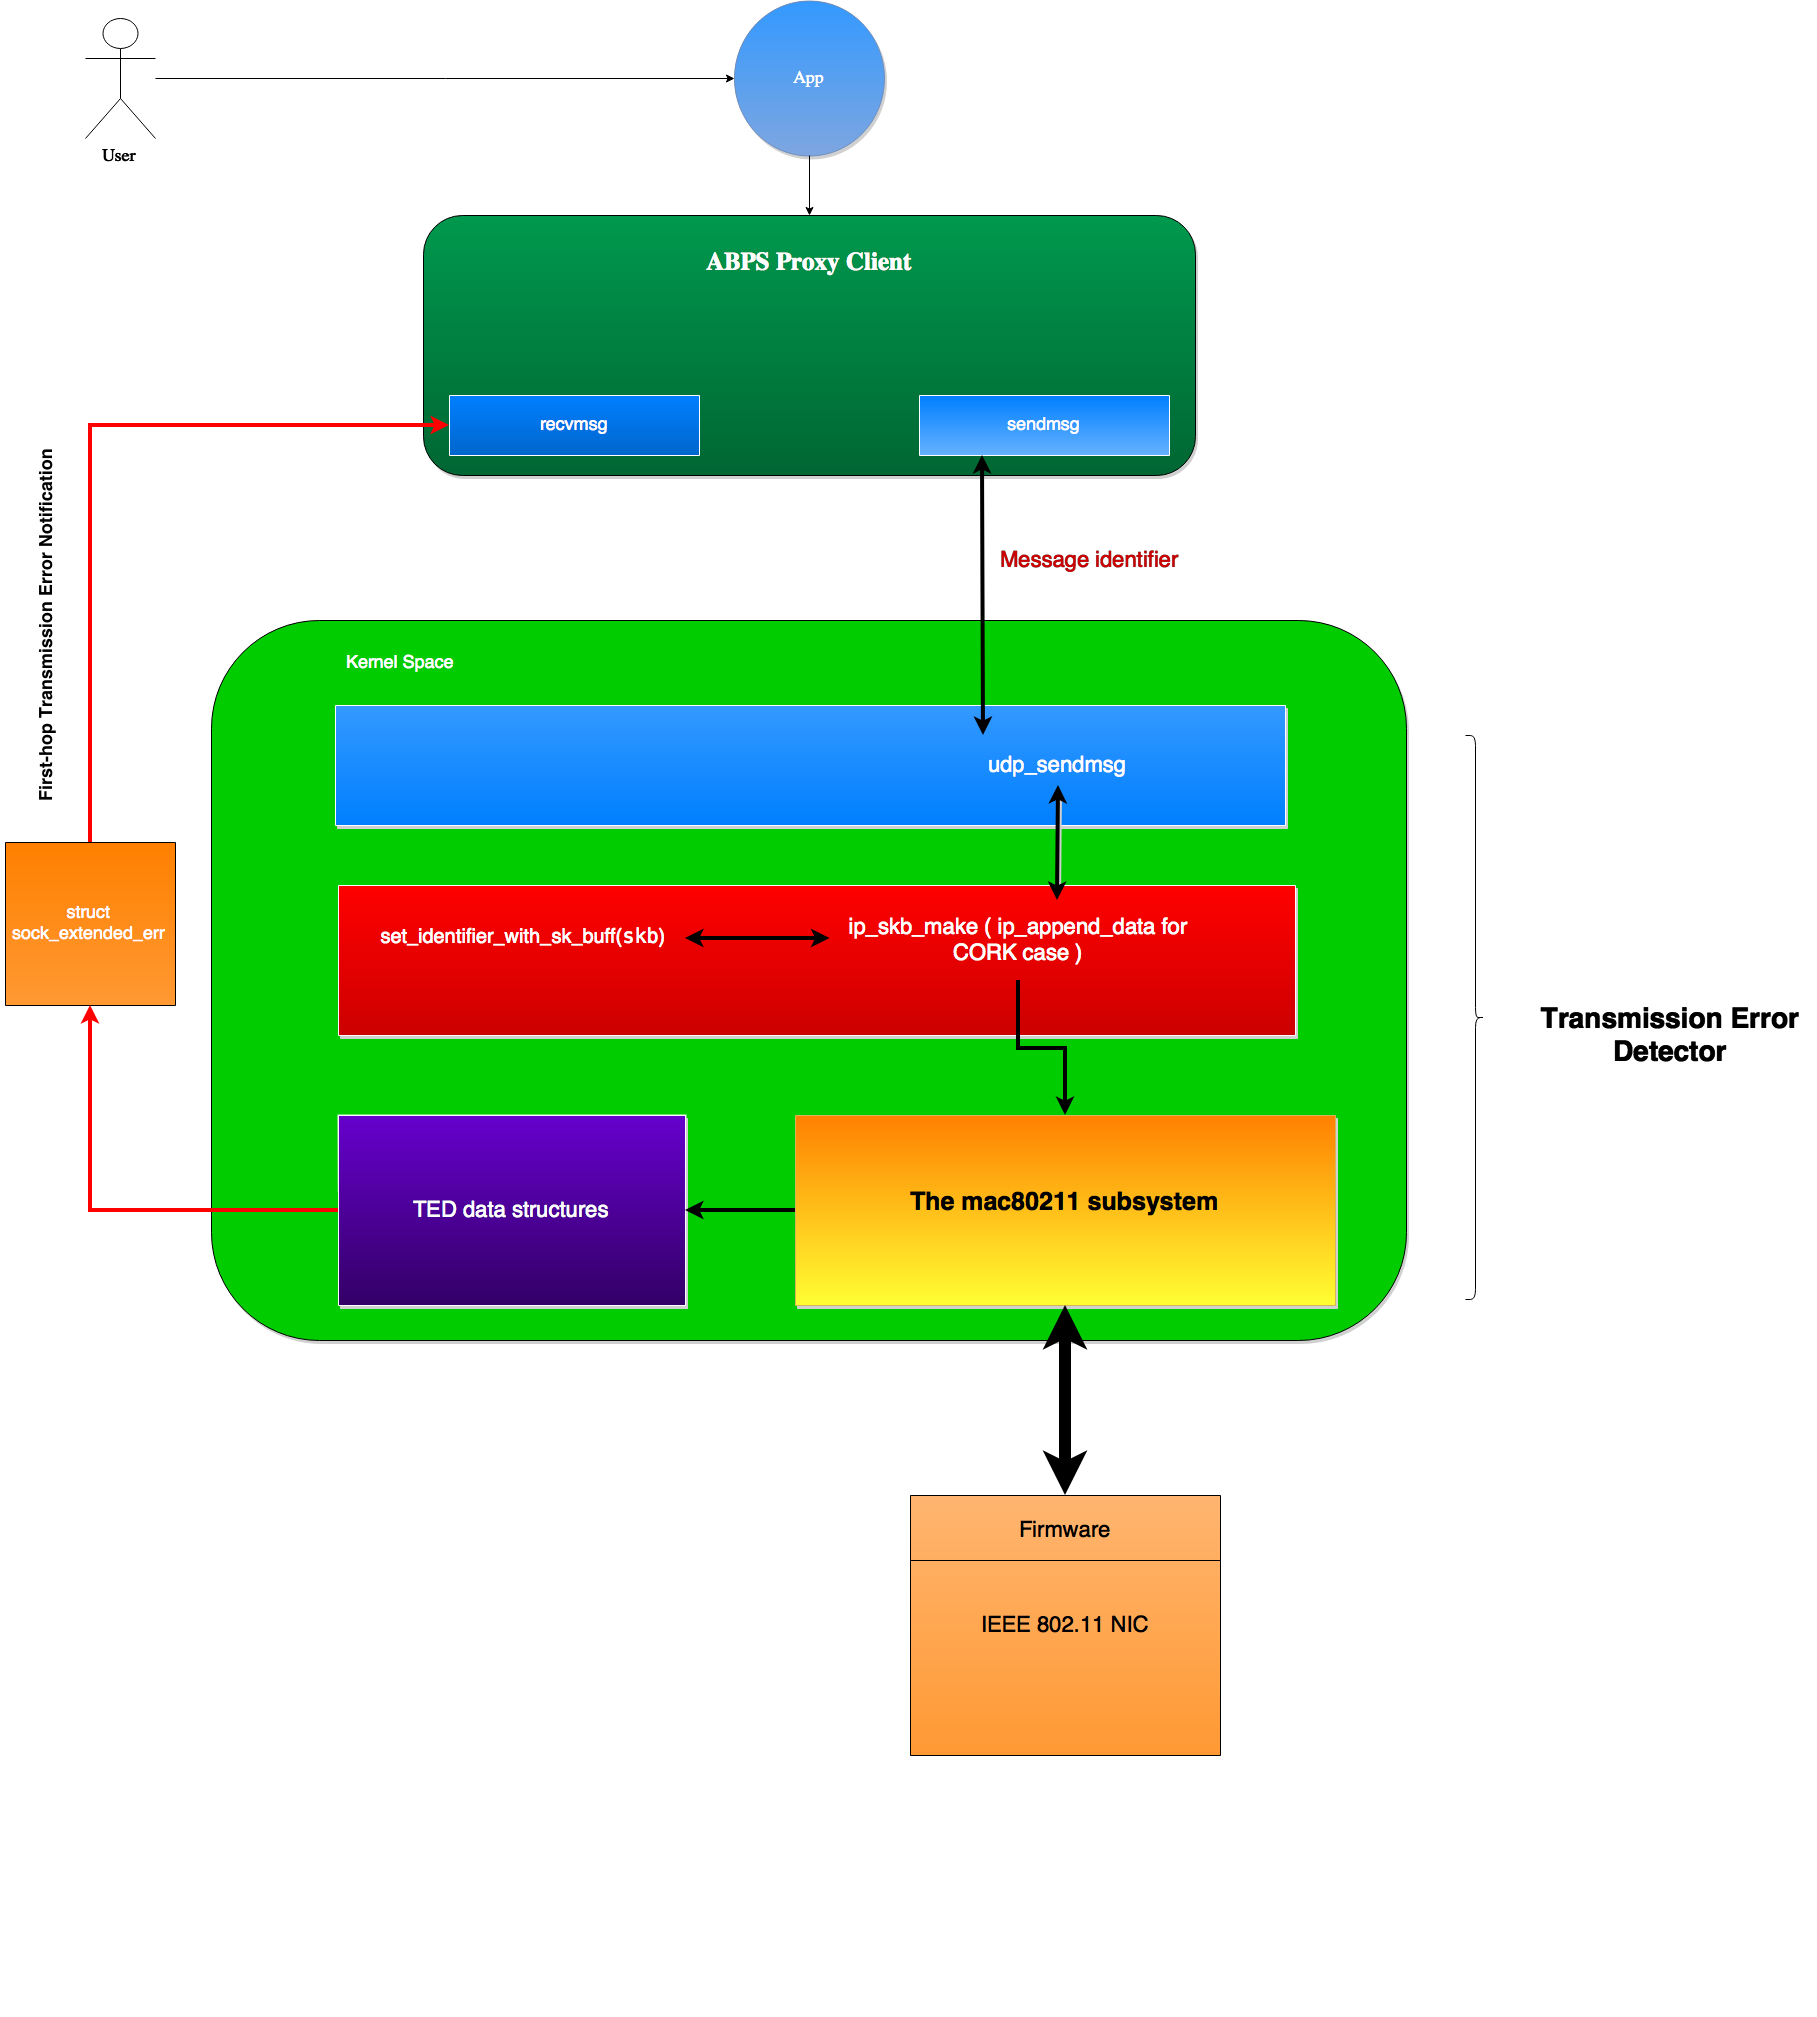 App
User
ABPS Proxy Client
recvmsg
sendmsg
First-hop Transmission Error Notification
Message identifier
Kernel Space
udp_sendmsg
struct
sock_extended_err
set_identifier_with_sk_buff(skb)
ip_skb_make ( ip_append_data for
CORK case )
Transmission Error
Detector
TED data structures
The mac80211 subsystem
Firmware
IEEE 802.11 NIC